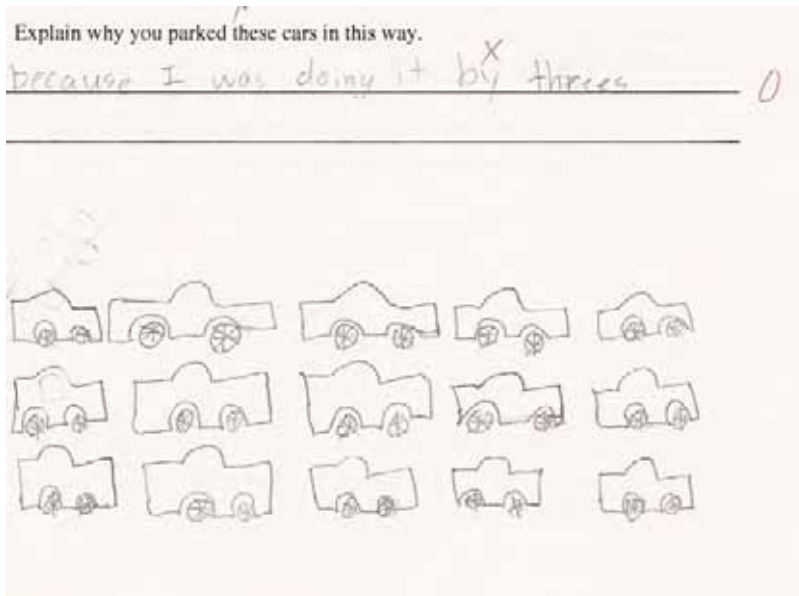 Explain why you parked these cars in this way.
because I was doing it by threes
0